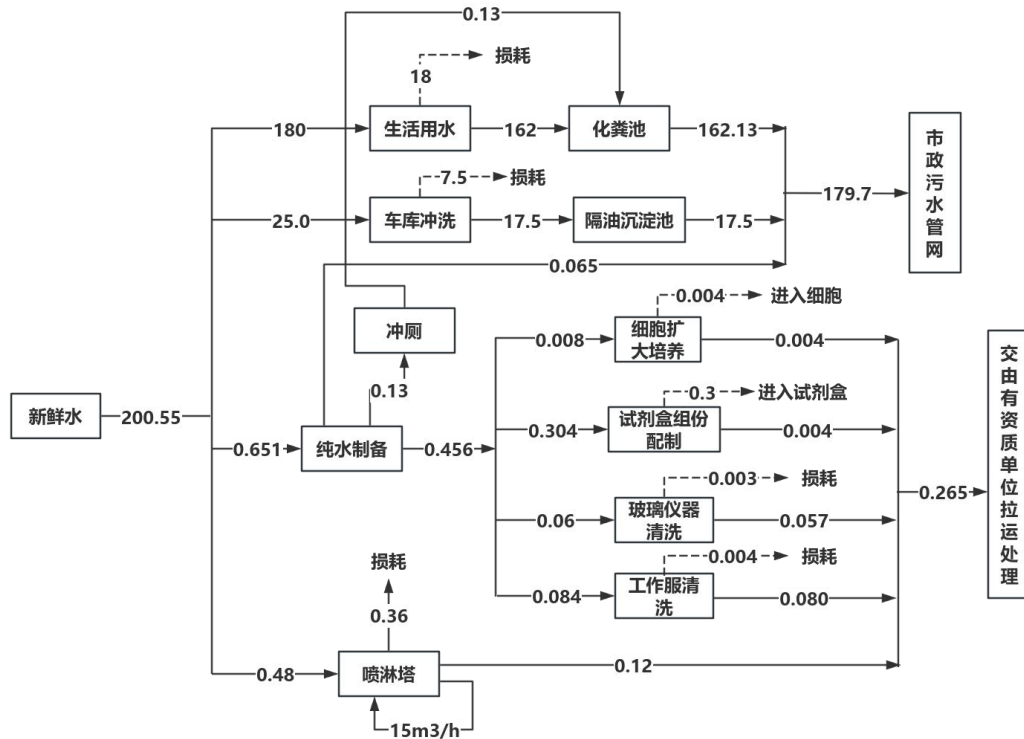 0.13
损耗
18
180
生活用水
162
化粪池
162.13
7.5
损耗
25.0
车库冲洗
17.5
隔油沉淀池
17.5
179.7
市政污水管网
0.065
冲厕
0.13
新鲜水
200.55
0.651
纯水制备
0.456
0.004
进入细胞
0.008
细胞扩
大培养
0.004
0.3
进入试剂盒
0.304
试剂盒组份
配制
0.004
0.003
损耗
0.06
玻璃仪器
清洗
0.057
0.004
损耗
0.084
工作服清
洗
0.080
0.265
交由有资质单位拉运处理
损耗
0.36
0.48
喷淋塔
0.12
15m3/h